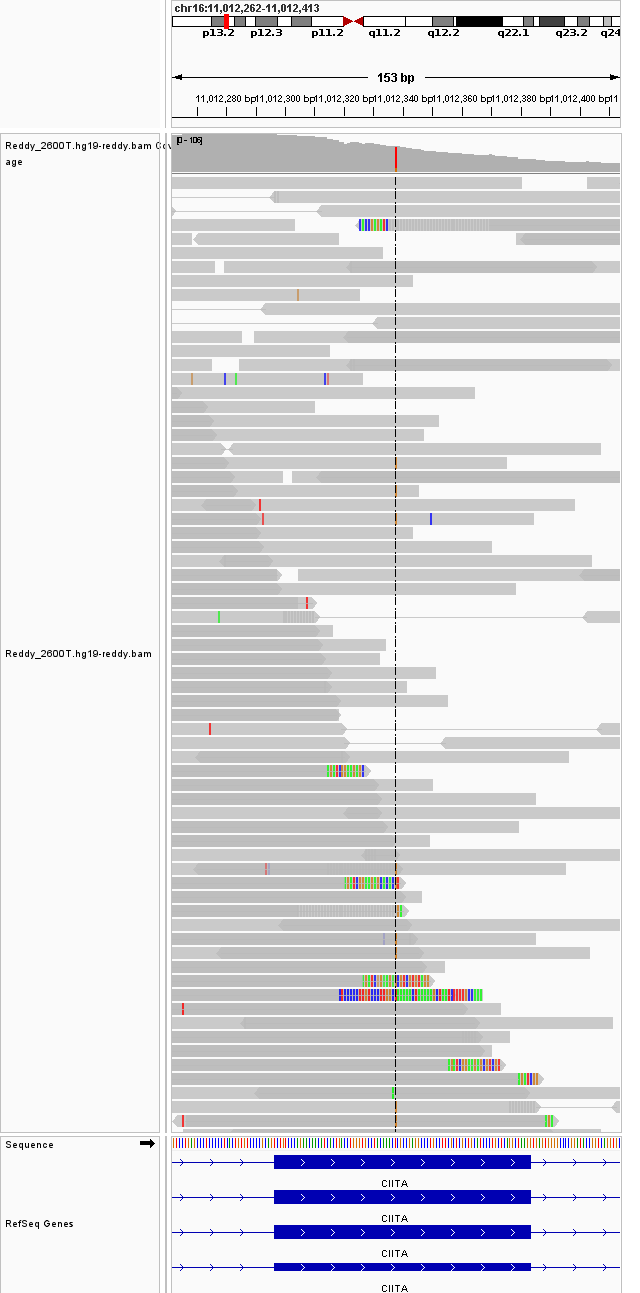 chr16:11,012,262-11,012,413
p13.2 p12.3 p11.2 q11.2 q12.2 q22.1 q23.2 q24
153 bp
11,012,280 bp 11,012,300 bp 11,012,320 bp 11,012,340 bp 11,012,360 bp 11,012,380 bp 11,012,400 bp 11
Reddy_2600T.hg19-reddy.bam Cov
age
[0 - 106]
Reddy_2600T.hg19-reddy.bam
Sequence
CIITA
CIITA
RefSeq Genes
CIITA
CIITA